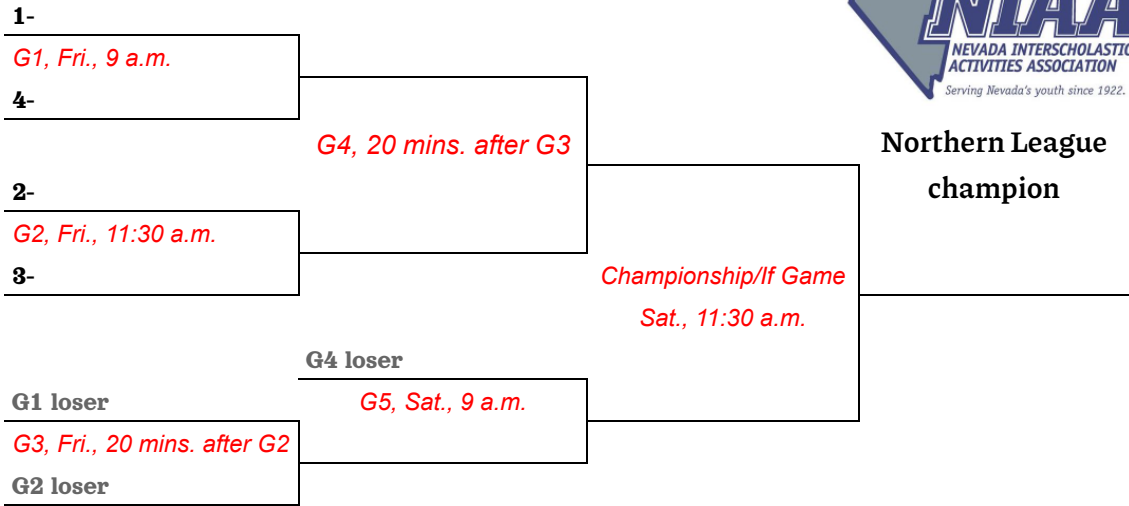 1-
G1, Fri., 9 a.m.
4-
G4, 20 mins. after G3
2-
G2, Fri., 11:30 a.m.
3-
NIAA
NEVADA INTERSCHOLASTIC
ACTIVITIES ASSOCIATION
Serving Nevada's youth since 1922.
Northern League
champion
Championship/If Game
Sat., 11:30 a.m.
G4 loser
G5, Sat., 9 a.m.
G1 loser
G3, Fri., 20 mins. after G2
G2 loser